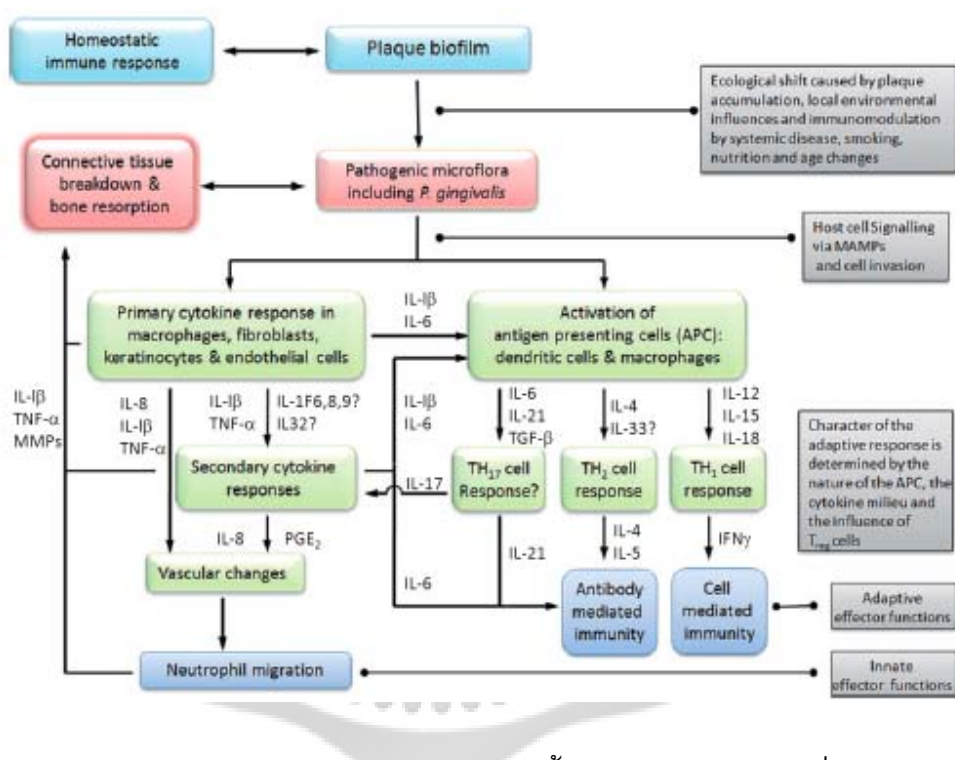 Homeostatic
immune response
Plaque biofilm
Ecological shift caused by plaque
accumulation, local environmental
influences and immunomodulation
by systemic disease, smoking,
nutrition and age changes
Connective tissue
breakdown &
bone resorption
Pathogenic microflora
including P. gingivalis
Host cell Signalling
via MAMPs
and cell invasion
Primary cytokine response in
macrophages, fibroblasts,
keratinocytes & endothelial cells
IL-Iβ
IL-6
Activation of
antigen presenting cells (APC):
dendritic cells & macrophages
IL-Iβ
TNF-α
MMPs
IL-8
IL-Iβ
TNF-α
IL-Iβ
TNF-α
IL-1F6,8,9?
IL32?
IL-Iβ
IL-6
IL-6
IL-21
TGF-β
IL-4
IL-33?
IL-12
IL-15
IL-18
Character of the
adaptive response is
determined by the
nature of the APC, the
cytokine milieu and
the influence of
Treg cells
Secondary cytokine
responses
IL-17
TH17 cell
Response?
TH2 cell
response
TH1 cell
response
IL-8
PGE2
IL-21
IL-4
IL-5
IFNγ
Vascular changes
IL-6
Antibody
mediated
immunity
Cell
mediated
immunity
Adaptive
effector functions
Neutrophil migration
Innate
effector functions